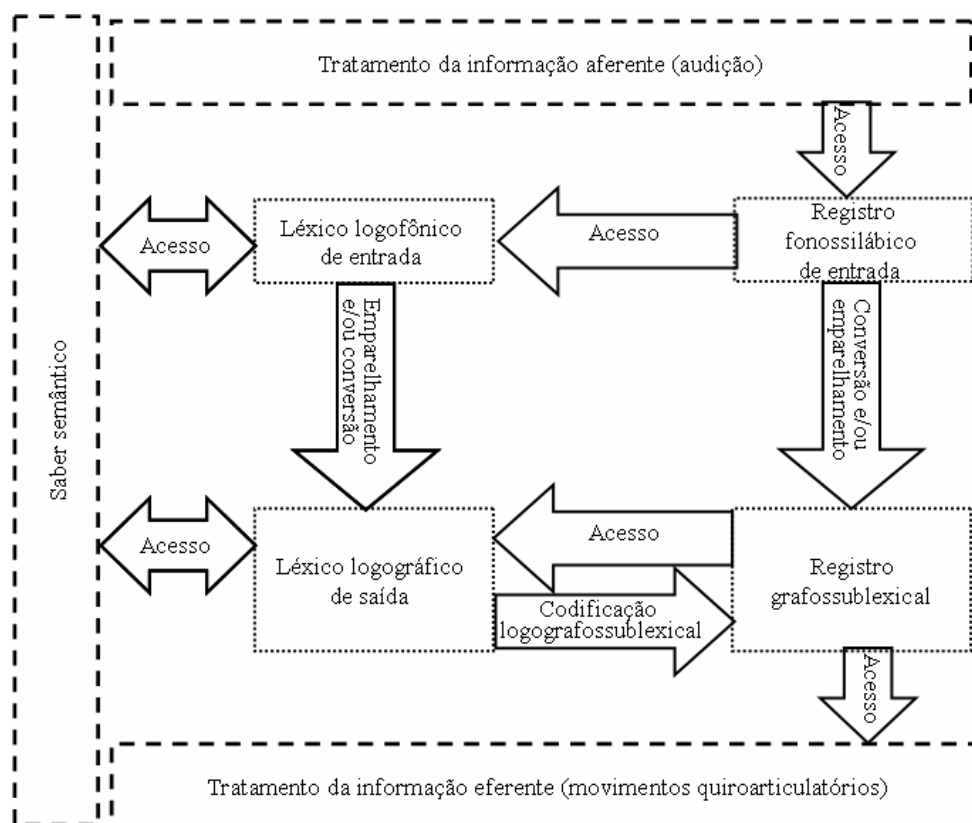 Tratamento da informação aferente (audição)
Acesso
Léxico logofônico
de entrada
Acesso
Registro
fonossilábico
de entrada
Acesso
Emparelhamento
e/ou conversão
Conversão e/ou
emparelhamento
Saber semântico
Acesso
Léxico logográfico
de saída
Acesso
Codificação
logografossublexical
Registro
grafossublexical
Acesso
Tratamento da informação eferente (movimentos quiroarticulatórios)